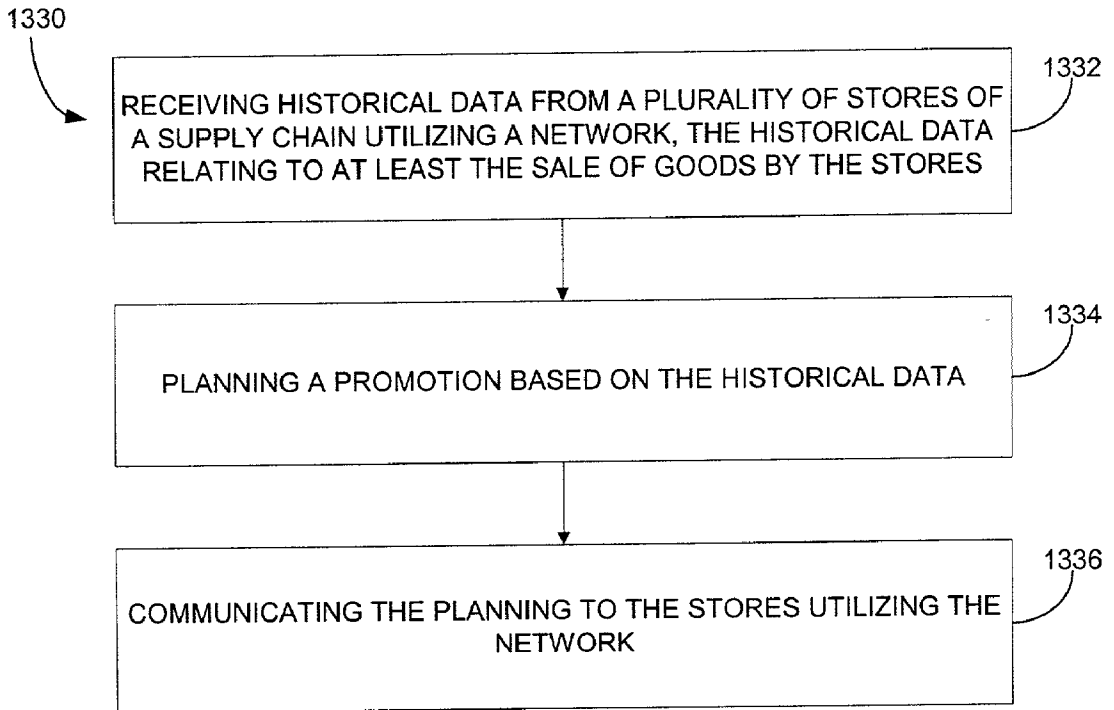 1330
1332
RECEIVING HISTORICAL DATA FROM A PLURALITY OF STORES OF
A SUPPLY CHAIN UTILIZING A NETWORK, THE HISTORICAL DATA
RELATING TO AT LEAST THE SALE OF GOODS BY THE STORES
1334
PLANNING A PROMOTION BASED ON THE HISTORICAL DATA
1336
COMMUNICATING THE PLANNING TO THE STORES UTILIZING THE
NETWORK